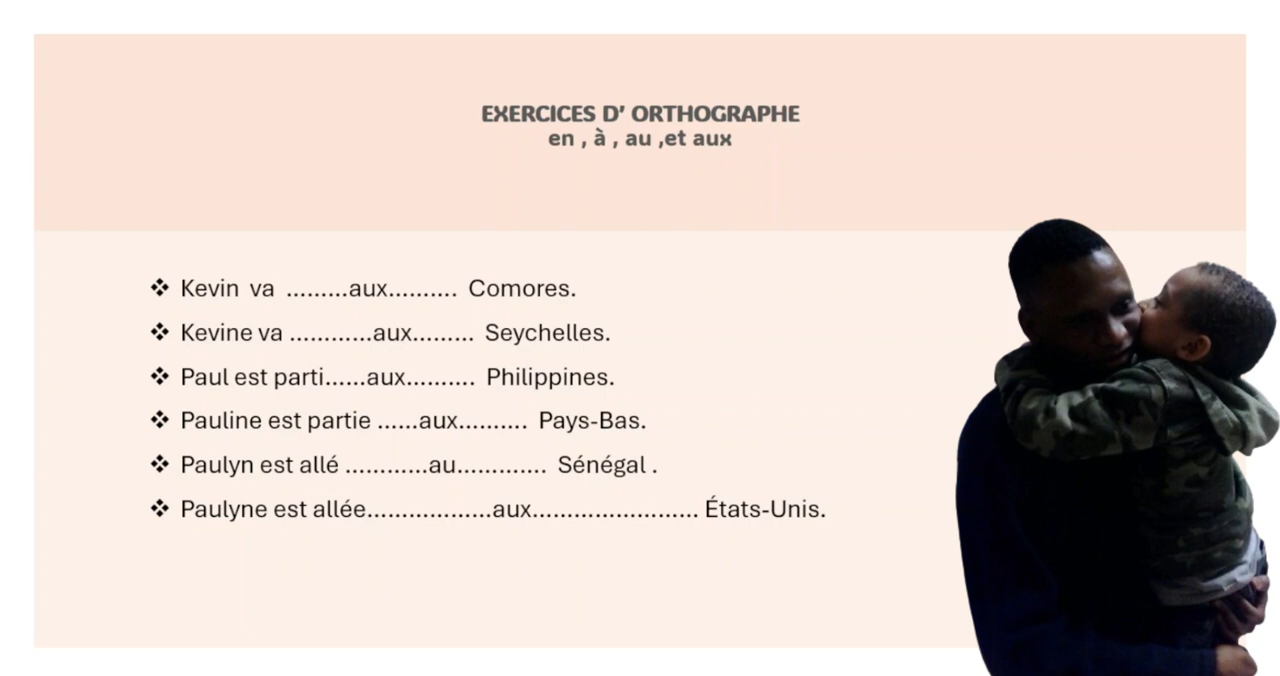 EXERCICES D' ORTHOGRAPHE
en , à , au ,et aux
❖ Kevin va .........aux.......... Comores.
❖ Kevine va ............aux......... Seychelles.
❖ Paul est parti......aux.......... Philippines.
❖ Pauline est partie ......aux.......... Pays-Bas.
❖ Paulyn est allé ............au............. Sénégal .
❖ Paulyne est allée..................aux........................ États-Unis.